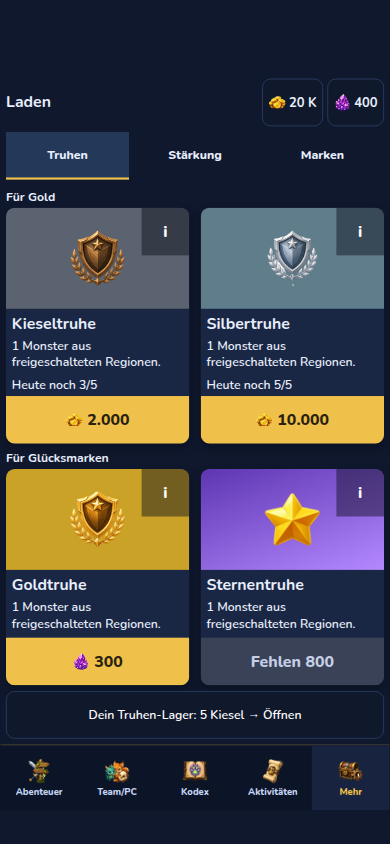 Laden
20 K
400
Truhen
Stärkung
Marken
Für Gold
i
i
Kieseltruhe
1 Monster aus
freigeschalteten Regionen.
Heute noch 3/5
2.000
Silbertruhe
1 Monster aus
freigeschalteten Regionen.
Heute noch 5/5
10.000
Für Glücksmarken
i
i
Goldtruhe
1 Monster aus
freigeschalteten Regionen.
300
Sternentruhe
1 Monster aus
freigeschalteten Regionen.
Fehlen 800
Dein Truhen-Lager: 5 Kiesel → Öffnen
Abenteuer
Team/PC
Kodex
Aktivitäten
Mehr